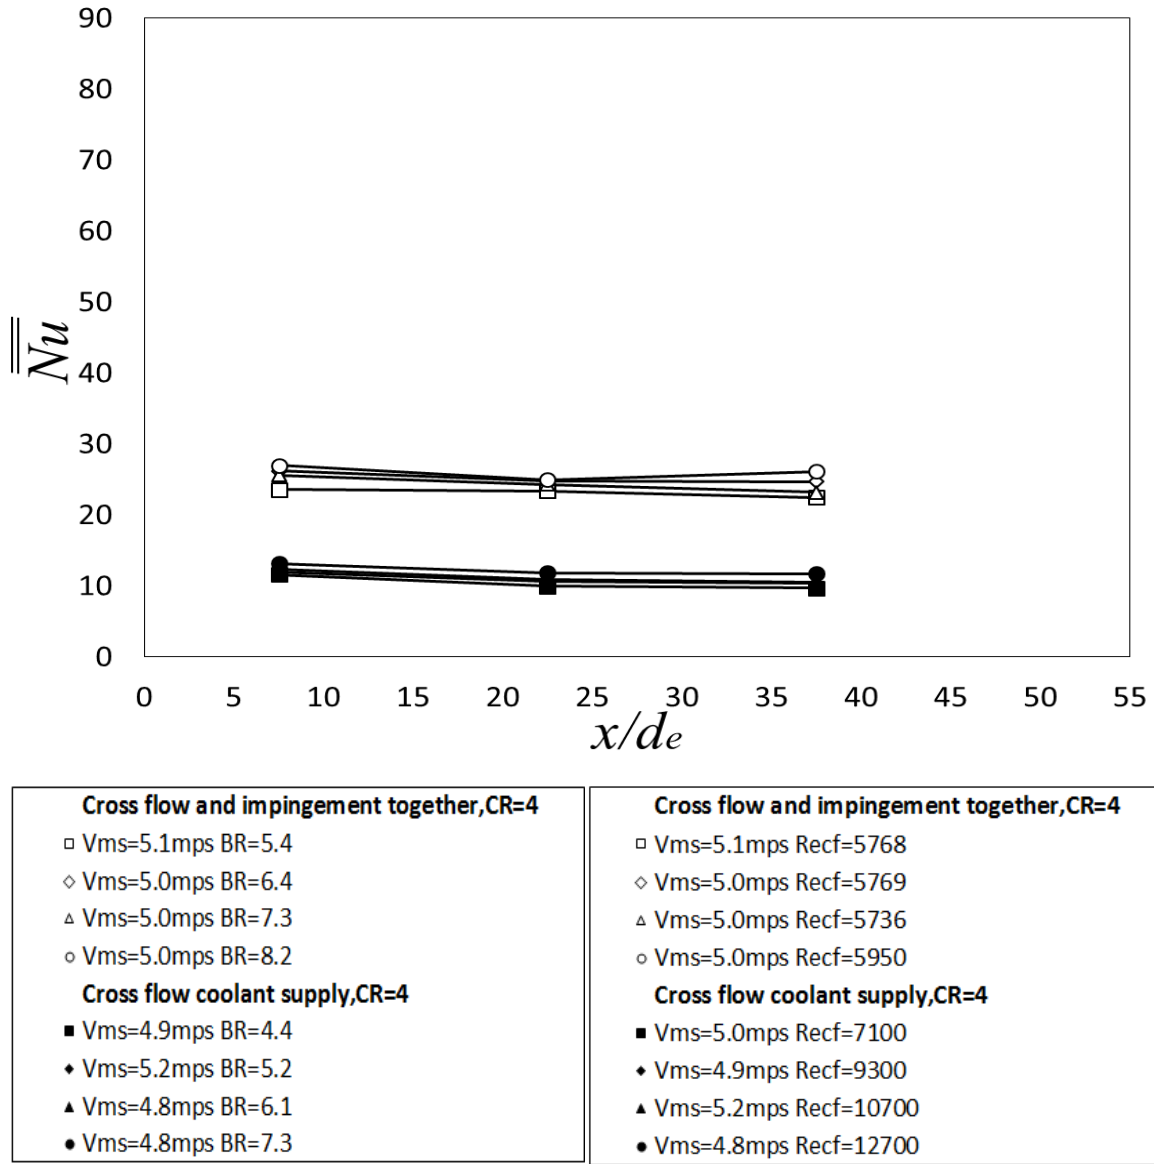 90
80
70
60
50
40
30
20
10
0
Nu
0 5 10 15 20 25 30 35 40 45 50 55
x/de
Cross flow and impingement together,CR=4
Vms=5.1mps BR=5.4
Vms=5.0mps BR=6.4
Vms=5.0mps BR=7.3
Vms=5.0mps BR=8.2
Cross flow coolant supply,CR=4
Vms=4.9mps BR=4.4
Vms=5.2mps BR=5.2
Vms=4.8mps BR=6.1
Vms=4.8mps BR=7.3
Cross flow and impingement together,CR=4
Vms=5.1mps Recf=5768
Vms=5.0mps Recf=5769
Vms=5.0mps Recf=5736
Vms=5.0mps Recf=5950
Cross flow coolant supply,CR=4
Vms=5.0mps Recf=7100
Vms=4.9mps Recf=9300
Vms=5.2mps Recf=10700
Vms=4.8mps Recf=12700